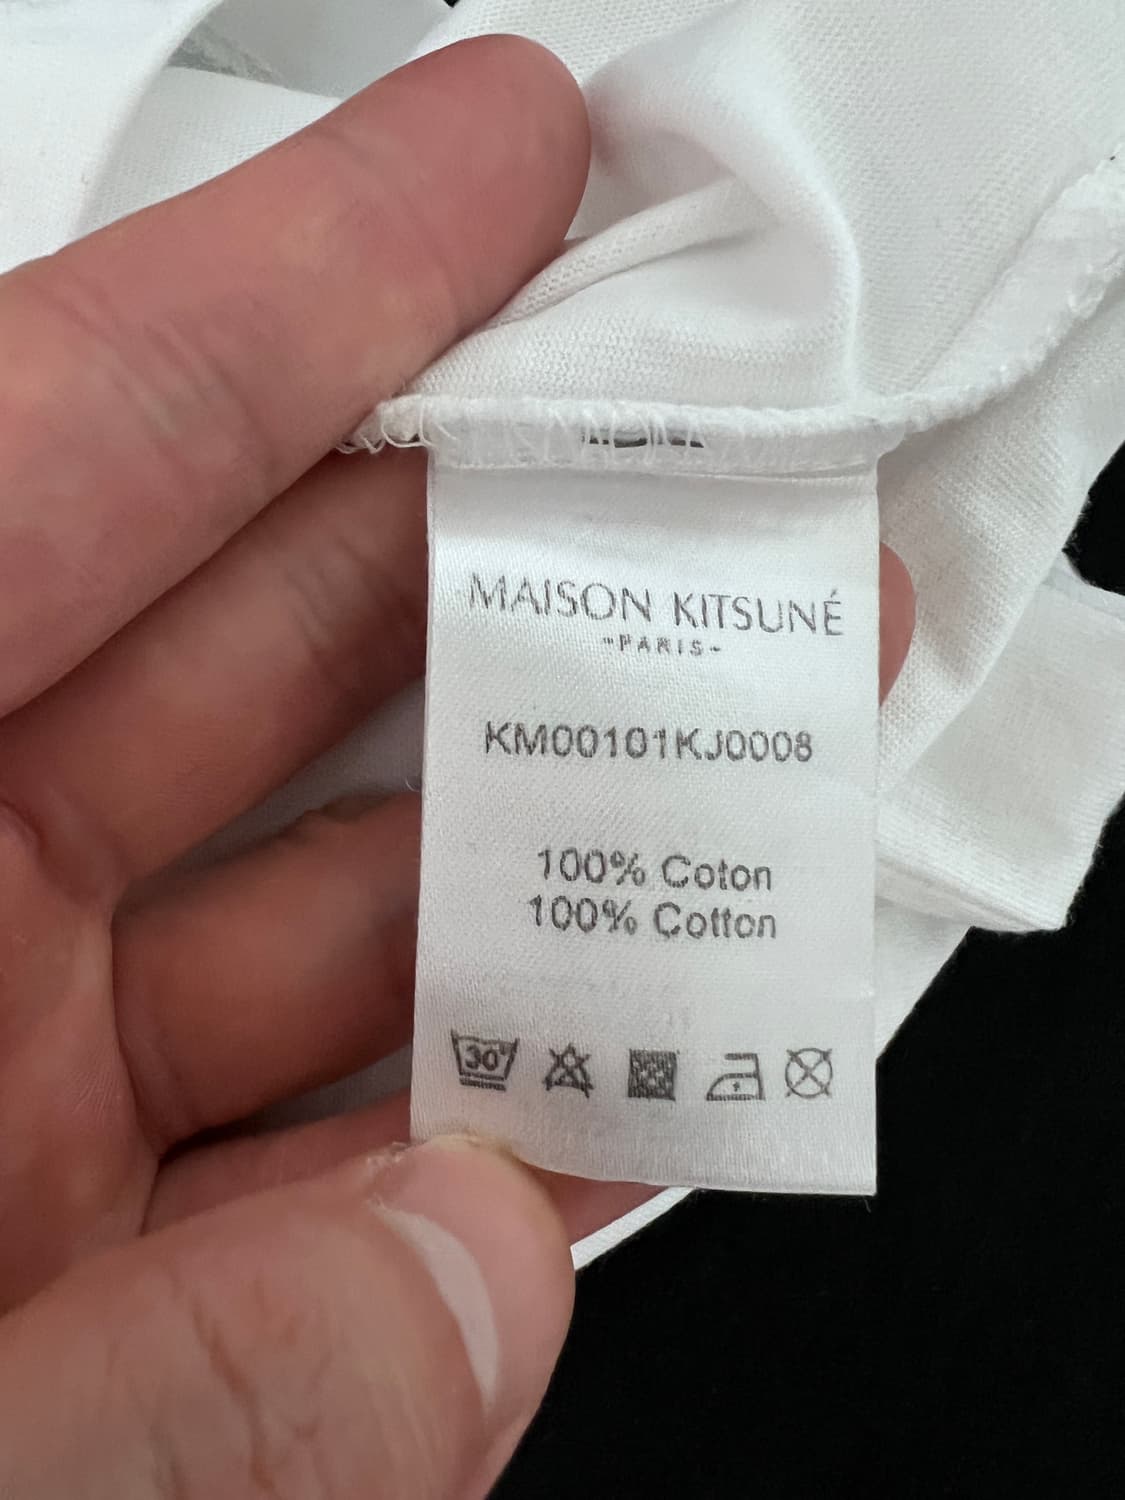 MAISON KITSUNÉ
-PARIS-
KM00101KJ0008
100% Coton
100% Cotton
30°